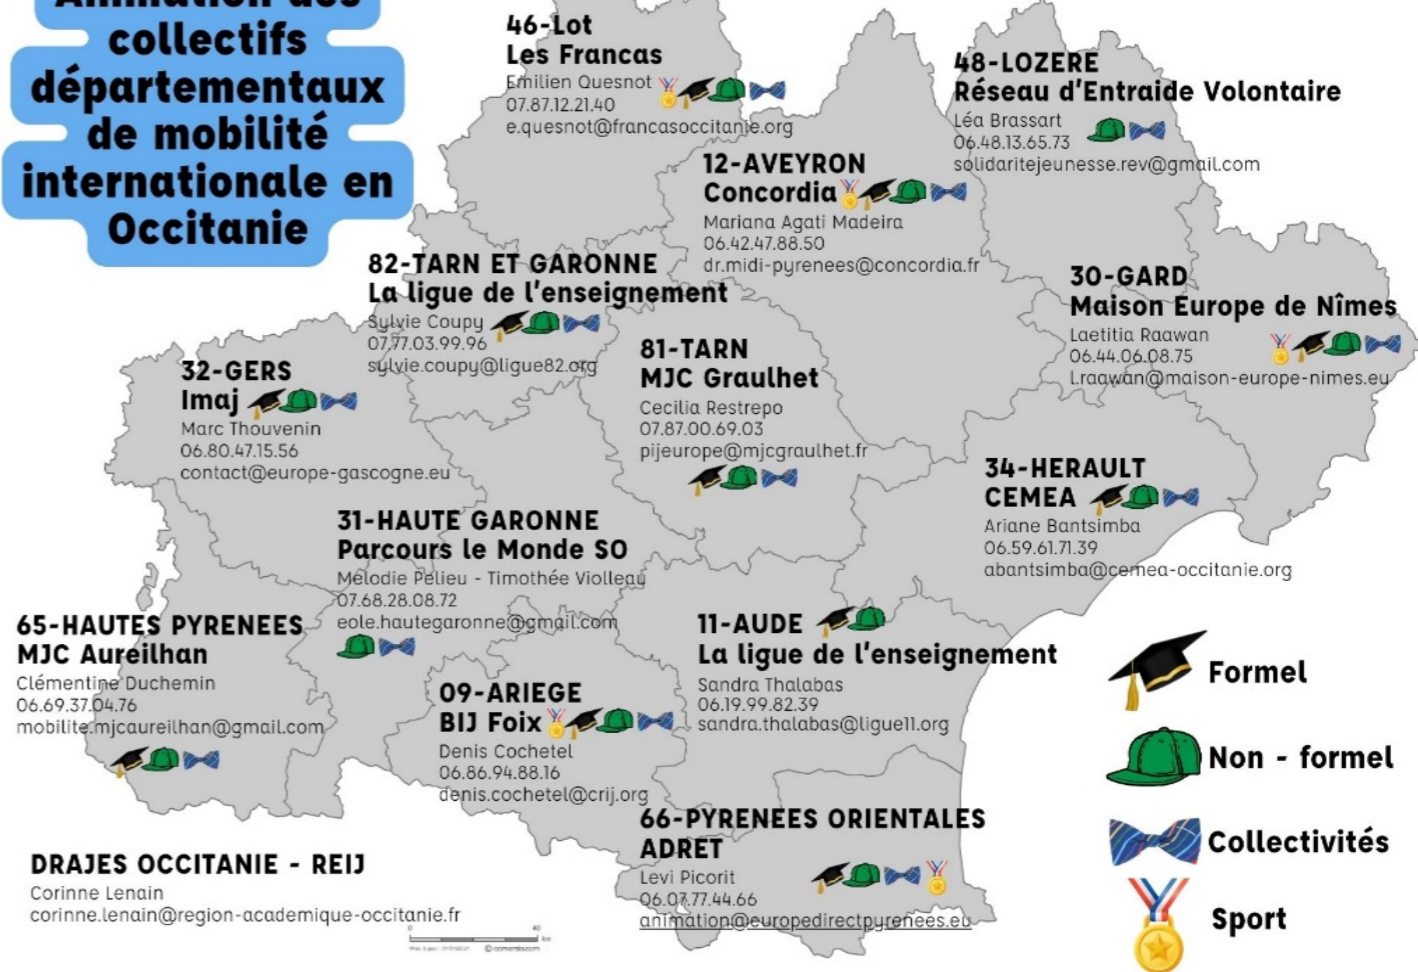 Animation des
collectifs
départementaux
de mobilité
internationale en
Occitanie
46-Lot
Les Francas
Emilien Quesnot
07.87.12.21.40
e.quesnot@francasoccitanie.org
48-LOZERE
Réseau d'Entraide Volontaire
Léa Brassart
06.48.13.65.73
solidaritejeunesse.rev@gmail.com
12-AVEYRON
Concordia
Mariana Agati Madeira
06.42.47.88.50
dr.midi-pyrenees@concordia.fr
82-TARN ET GARONNE
La ligue de l'enseignement
Sylvie Coupy
07.77.03.99.96
sylvie.coupy@ligue82.org
30-GARD
Maison Europe de Nîmes
Laetitia Raawan
06.44.06.08.75
l.raawan@maison-europe-nimes.eu
32-GERS
Imaj
Marc Thouvenin
06.80.47.15.56
contact@europe-gascogne.eu
81-TARN
MJC Graulhet
Cecilia Restrepo
07.87.00.69.03
pijeurope@mjcgraulhet.fr
34-HERAULT
CEMEA
Ariane Bantsimba
06.59.61.71.39
abantsimba@cemea-occitanie.org
31-HAUTE GARONNE
Parcours le Monde SO
Mélodie Pelieu - Timothée Violleau
07.68.28.08.72
eole.hautegaronne@gmail.com
65-HAUTES PYRENEES
MJC Aureilhan
Clémentine Duchemin
06.69.37.04.76
mobilite.mjcaureilhan@gmail.com
11-AUDE
La ligue de l'enseignement
Sandra Thalabas
06.19.99.82.39
sandra.thalabas@ligue11.org
09-ARIEGE
BIJ Foix
Denis Cochetel
06.86.94.88.16
denis.cochetel@crij.org
66-PYRENEES ORIENTALES
ADRET
Levi Picorit
06.07.77.44.66
animation@europedirectpyrenees.eu
Formel
Non - formel
Collectivités
Sport
DRAJES OCCITANIE - REIJ
Corinne Lenain
corinne.lenain@region-academique-occitanie.fr
0 40